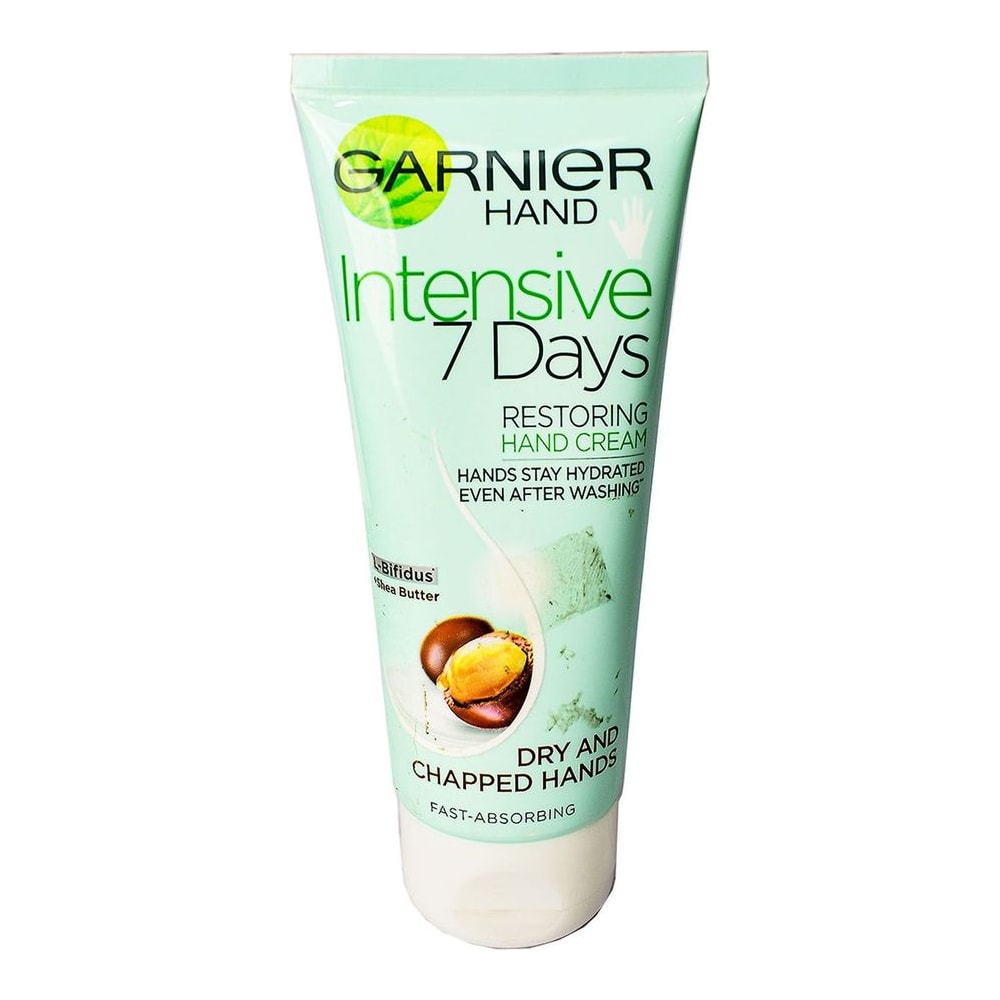 GARNIER
HAND
Intensive
7 Days
RESTORING
HAND CREAM
HANDS STAY HYDRATED
EVEN AFTER WASHING**
L-Bifidus*
+Shea Butter
DRY AND
CHAPPED HANDS
FAST-ABSORBING